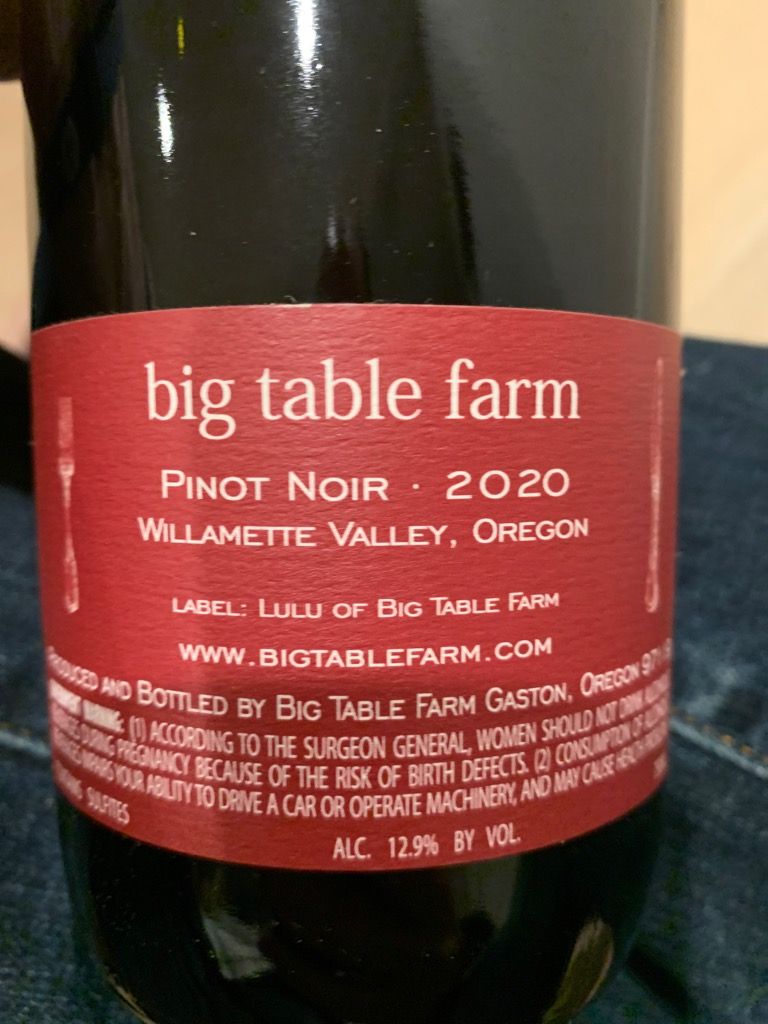 big table farm
PINOT NOIR · 2020
WILLAMETTE VALLEY, OREGON
LABEL: LULU OF BIG TABLE FARM
WWW.BIGTABLEFARM.COM
PRODUCED AND BOTTLED BY BIG TABLE FARM GASTON, OREGON
(1) ACCORDING TO THE SURGEON GENERAL, WOMEN SHOULD NOT DRINK
DURING PREGNANCY BECAUSE OF THE RISK OF BIRTH DEFECTS. (2) CONSUMPTION OF
IMPAIRS YOUR ABILITY TO DRIVE A CAR OR OPERATE MACHINERY, AND MAY CAUSE HEALTH
SULFITES
ALC. 12.9% BY VOL.